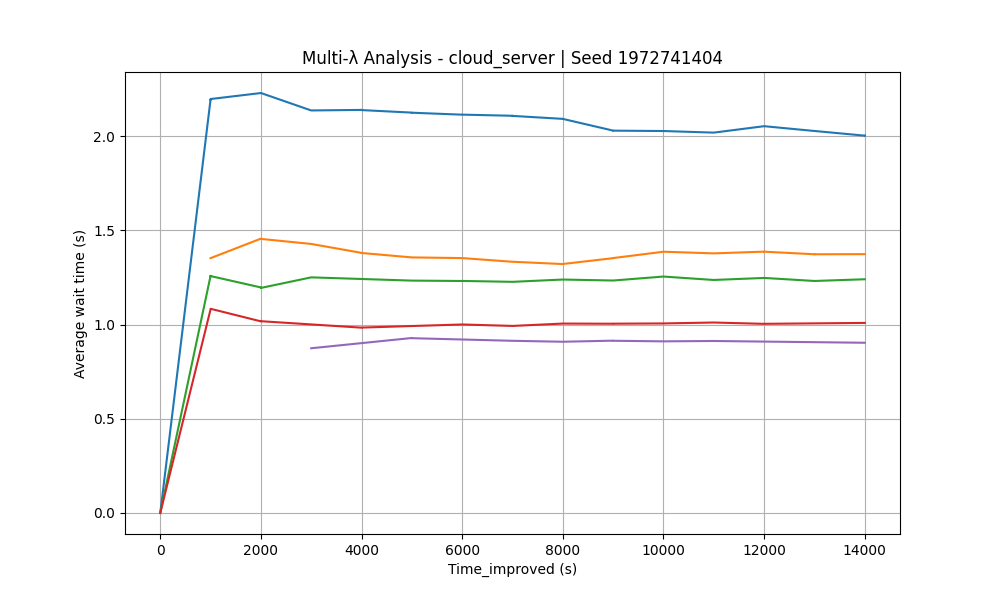 Multi-λ Analysis - cloud_server | Seed 1972741404
Average wait time (s)
2.0
1.5
1.0
0.5
0.0
0 2000 4000 6000 8000 10000 12000 14000
Time_improved (s)